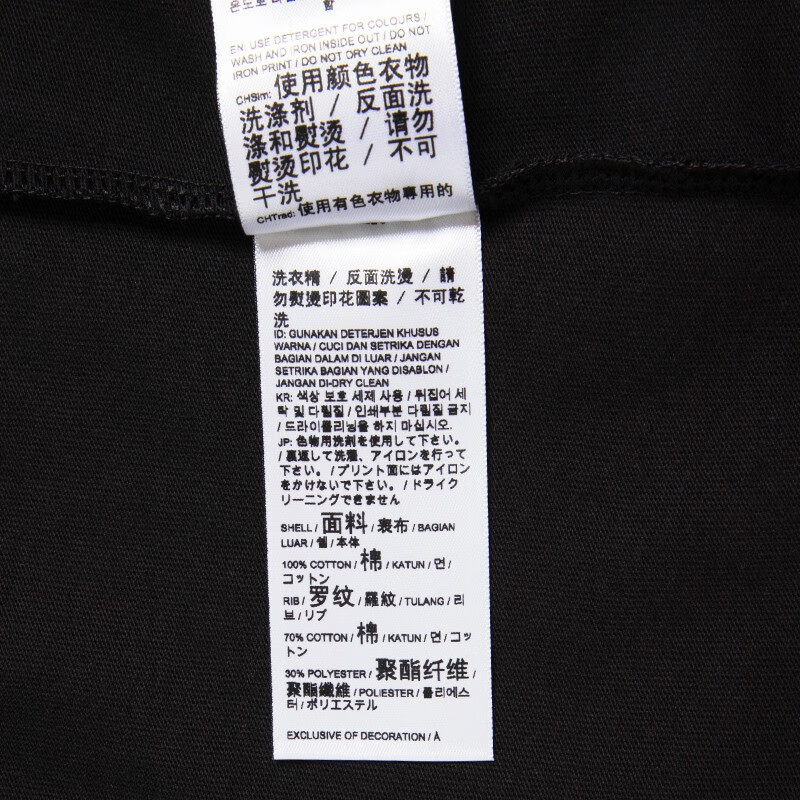 EN: USE DETERGENT FOR COLOURS /
WASH AND IRON INSIDE OUT / DO NOT
IRON PRINT / DO NOT DRY CLEAN
CHSim: 使用颜色衣物
洗涤剂 / 反面洗
涤和熨烫 / 请勿
熨烫印花 / 不可
干洗
CHTrad: 使用有色衣物專用的
洗衣精 / 反面洗燙 / 請
勿熨燙印花圖案 / 不可乾
洗
ID: GUNAKAN DETERJEN KHUSUS
WARNA / CUCI DAN SETRIKA DENGAN
BAGIAN DALAM DI LUAR / JANGAN
SETRIKA BAGIAN YANG DISABLON /
JANGAN DI-DRY CLEAN
KR: 색상 보호 세제 사용 / 뒤집어 세
탁 및 다림질 / 인쇄부분 다림질 금지
/ 드라이클리닝을 하지 마십시오.
JP: 色物用洗剤を使用して下さい。
/ 裏返して洗濯、アイロンを行って
下さい。/ プリント面にはアイロン
をかけないで下さい。/ ドライク
リーニングできません
SHELL / 面料 / 表布 / BAGIAN
LUAR / 쉘 / 本体
100% COTTON / 棉 / KATUN / 면 /
コットン
RIB / 罗纹 / 羅紋 / TULANG / 리
브 / リブ
70% COTTON / 棉 / KATUN / 면 / コッ
トン
30% POLYESTER / 聚酯纤维 /
聚酯纖維 / POLIESTER / 폴리에스
터 / ポリエステル
EXCLUSIVE OF DECORATION / À